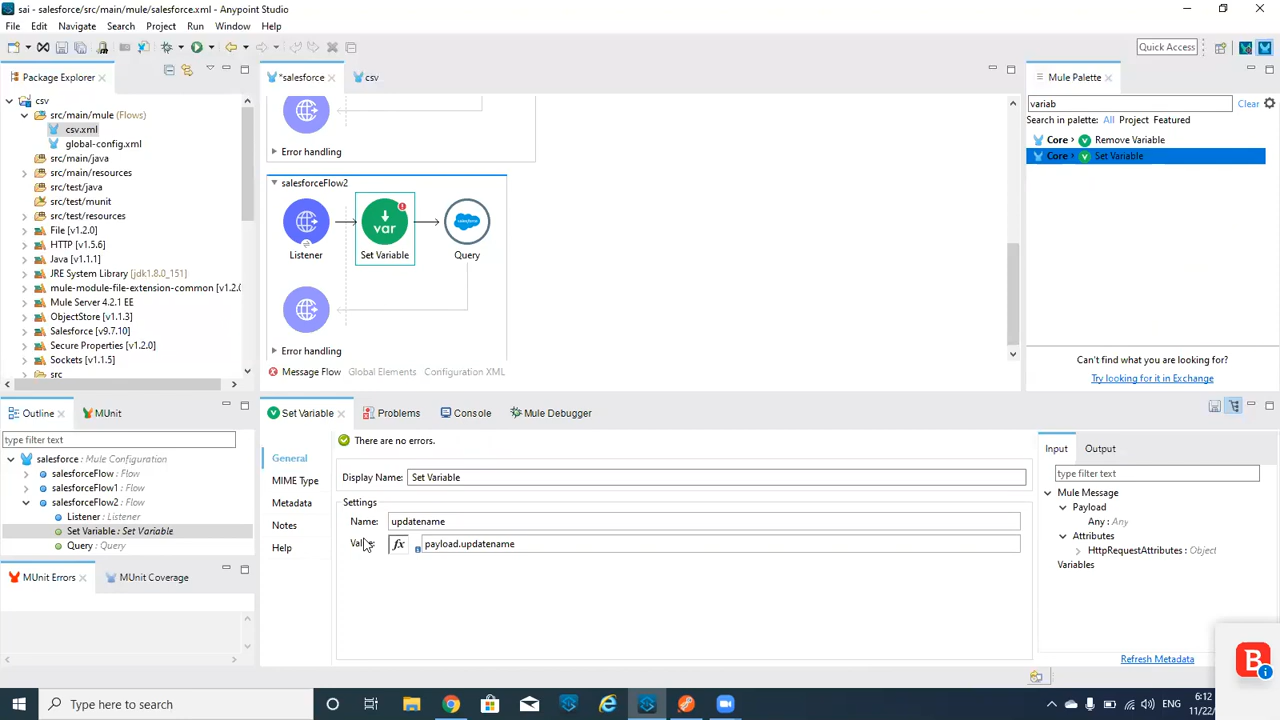 sai - salesforce/src/main/mule/salesforce.xml - Anypoint Studio
File Edit Navigate Search Project Run Window Help
Quick Access
Package Explorer
*salesforce
csv
Mule Palette
csv
src/main/mule (Flows)
csv.xml
global-config.xml
src/main/java
src/main/resources
src/test/java
src/test/munit
src/test/resources
File [v1.2.0]
HTTP [v1.5.6]
Java [v1.1.1]
JRE System Library [jdk1.8.0_151]
mule-module-file-extension-common [v1.2.0
Mule Server 4.2.1 EE
ObjectStore [v1.1.3]
Salesforce [v9.7.10]
Secure Properties [v1.2.0]
Sockets [v1.1.5]
src
Error handling
salesforceFlow2
var
Listener
Set Variable
Query
Error handling
Message Flow Global Elements Configuration XML
variab
Clear
Search in palette: All Project Featured
Core > Remove Variable
Core > Set Variable
Can't find what you are looking for?
Try looking for it in Exchange
Outline
MUnit
type filter text
salesforce : Mule Configuration
salesforceFlow : Flow
salesforceFlow1 : Flow
salesforceFlow2 : Flow
Listener : Listener
Set Variable : Set Variable
Query : Query
MUnit Errors
MUnit Coverage
Set Variable
Problems
Console
Mule Debugger
There are no errors.
General
MIME Type
Metadata
Notes
Help
Display Name: Set Variable
Settings
Name: updatename
fx payload.updatename
Input Output
type filter text
Mule Message
Payload
Any : Any
Attributes
HttpRequestAttributes : Object
Variables
Refresh Metadata
B
Type here to search
ENG
6:12
11/22/